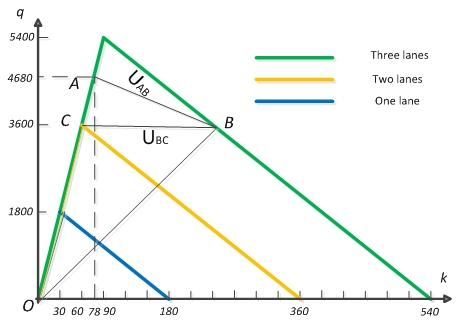 q
5400
4680
3600
1800
A
U_AB
C
U_BC
B
Three lanes
Two lanes
One lane
k
O
30 60 78 90 180 360 540